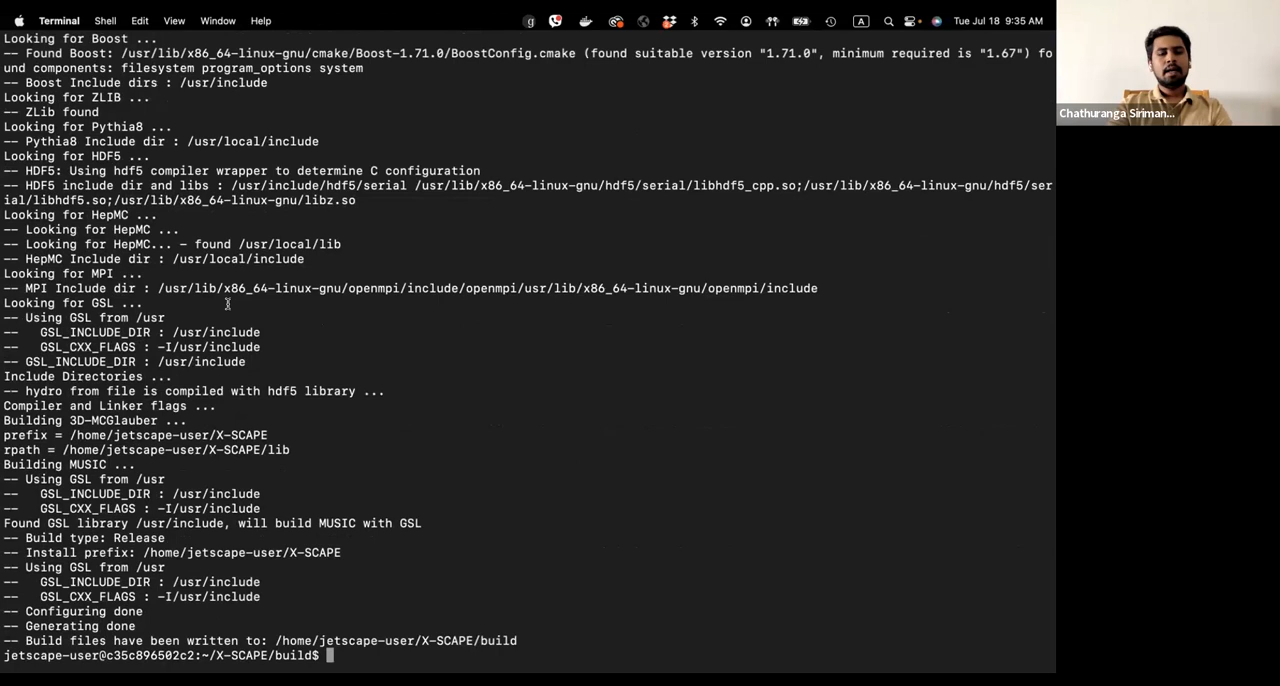 Terminal Shell Edit View Window Help
g A Tue Jul 18 9:35 AM
Looking for Boost ...
-- Found Boost: /usr/lib/x86_64-linux-gnu/cmake/Boost-1.71.0/BoostConfig.cmake (found suitable version "1.71.0", minimum required is "1.67") fo
und components: filesystem program_options system
-- Boost Include dirs : /usr/include
Looking for ZLIB ...
-- ZLib found
Looking for Pythia8 ...
-- Pythia8 Include dir : /usr/local/include
Looking for HDF5 ...
-- HDF5: Using hdf5 compiler wrapper to determine C configuration
-- HDF5 include dir and libs : /usr/include/hdf5/serial /usr/lib/x86_64-linux-gnu/hdf5/serial/libhdf5_cpp.so;/usr/lib/x86_64-linux-gnu/hdf5/ser
ial/libhdf5.so;/usr/lib/x86_64-linux-gnu/libz.so
Looking for HepMC ...
-- Looking for HepMC ...
-- Looking for HepMC... - found /usr/local/lib
-- HepMC Include dir : /usr/local/include
Looking for MPI ...
-- MPI Include dir : /usr/lib/x86_64-linux-gnu/openmpi/include/openmpi/usr/lib/x86_64-linux-gnu/openmpi/include
Looking for GSL ...
-- Using GSL from /usr
-- GSL_INCLUDE_DIR : /usr/include
-- GSL_CXX_FLAGS : -I/usr/include
-- GSL_INCLUDE_DIR : /usr/include
Include Directories ...
-- hydro from file is compiled with hdf5 library ...
Compiler and Linker flags ...
Building 3D-MCGlauber ...
prefix = /home/jetscape-user/X-SCAPE
rpath = /home/jetscape-user/X-SCAPE/lib
Building MUSIC ...
-- Using GSL from /usr
-- GSL_INCLUDE_DIR : /usr/include
-- GSL_CXX_FLAGS : -I/usr/include
Found GSL library /usr/include, will build MUSIC with GSL
-- Build type: Release
-- Install prefix: /home/jetscape-user/X-SCAPE
-- Using GSL from /usr
-- GSL_INCLUDE_DIR : /usr/include
-- GSL_CXX_FLAGS : -I/usr/include
-- Configuring done
-- Generating done
-- Build files have been written to: /home/jetscape-user/X-SCAPE/build
jetscape-user@c35c896502c2:~/X-SCAPE/build$
Chathuranga Siriman...